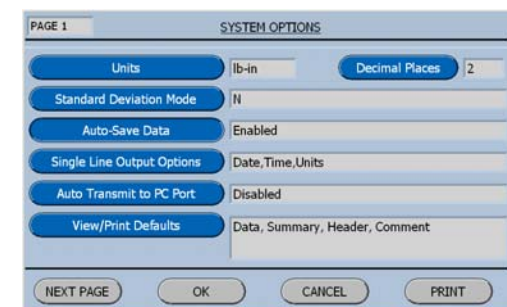 PAGE 1 SYSTEM OPTIONS
Units lb-in Decimal Places 2
Standard Deviation Mode N
Auto-Save Data Enabled
Single Line Output Options Date,Time,Units
Auto Transmit to PC Port Disabled
View/Print Defaults Data, Summary, Header, Comment
NEXT PAGE OK CANCEL PRINT